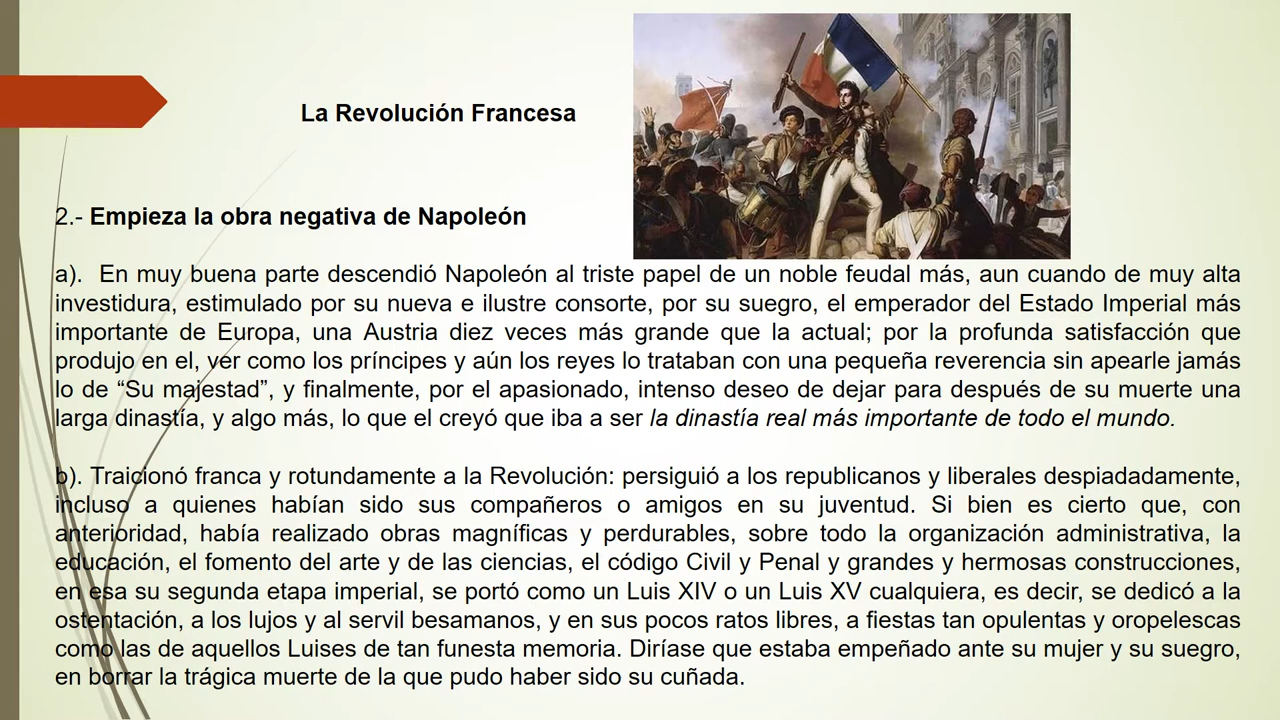 La Revolución Francesa
2.- Empieza la obra negativa de Napoleón
a). En muy buena parte descendió Napoleón al triste papel de un noble feudal más, aun cuando de muy alta
investidura, estimulado por su nueva e ilustre consorte, por su suegro, el emperador del Estado Imperial más
importante de Europa, una Austria diez veces más grande que la actual; por la profunda satisfacción que
produjo en el, ver como los príncipes y aún los reyes lo trataban con una pequeña reverencia sin apearle jamás
lo de “Su majestad”, y finalmente, por el apasionado, intenso deseo de dejar para después de su muerte una
larga dinastía, y algo más, lo que el creyó que iba a ser la dinastía real más importante de todo el mundo.
b). Traicionó franca y rotundamente a la Revolución: persiguió a los republicanos y liberales despiadadamente,
incluso a quienes habían sido sus compañeros o amigos en su juventud. Si bien es cierto que, con
anterioridad, había realizado obras magníficas y perdurables, sobre todo la organización administrativa, la
educación, el fomento del arte y de las ciencias, el código Civil y Penal y grandes y hermosas construcciones,
en esa su segunda etapa imperial, se portó como un Luis XIV o un Luis XV cualquiera, es decir, se dedicó a la
ostentación, a los lujos y al servil besamanos, y en sus pocos ratos libres, a fiestas tan opulentas y oropelescas
como las de aquellos Luises de tan funesta memoria. Diríase que estaba empeñado ante su mujer y su suegro,
en borrar la trágica muerte de la que pudo haber sido su cuñada.